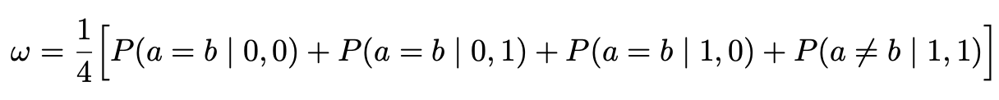 ω = 1/4 [P(a = b | 0, 0) + P(a = b | 0, 1) + P(a = b | 1, 0) + P(a ≠ b | 1, 1)]